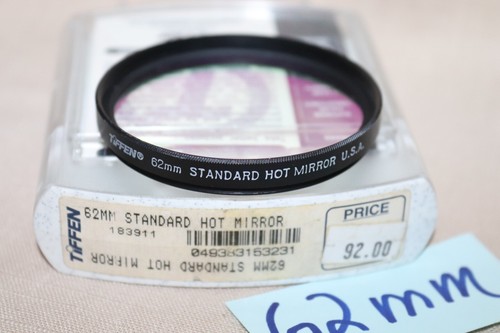 TIFFEN® 62mm STANDARD HOT MIRROR U.S.A.
TIFFEN
62MM STANDARD HOT MIRROR
183911
62MM STANDARD HOT MIRROR
PRICE
92.00
62mm